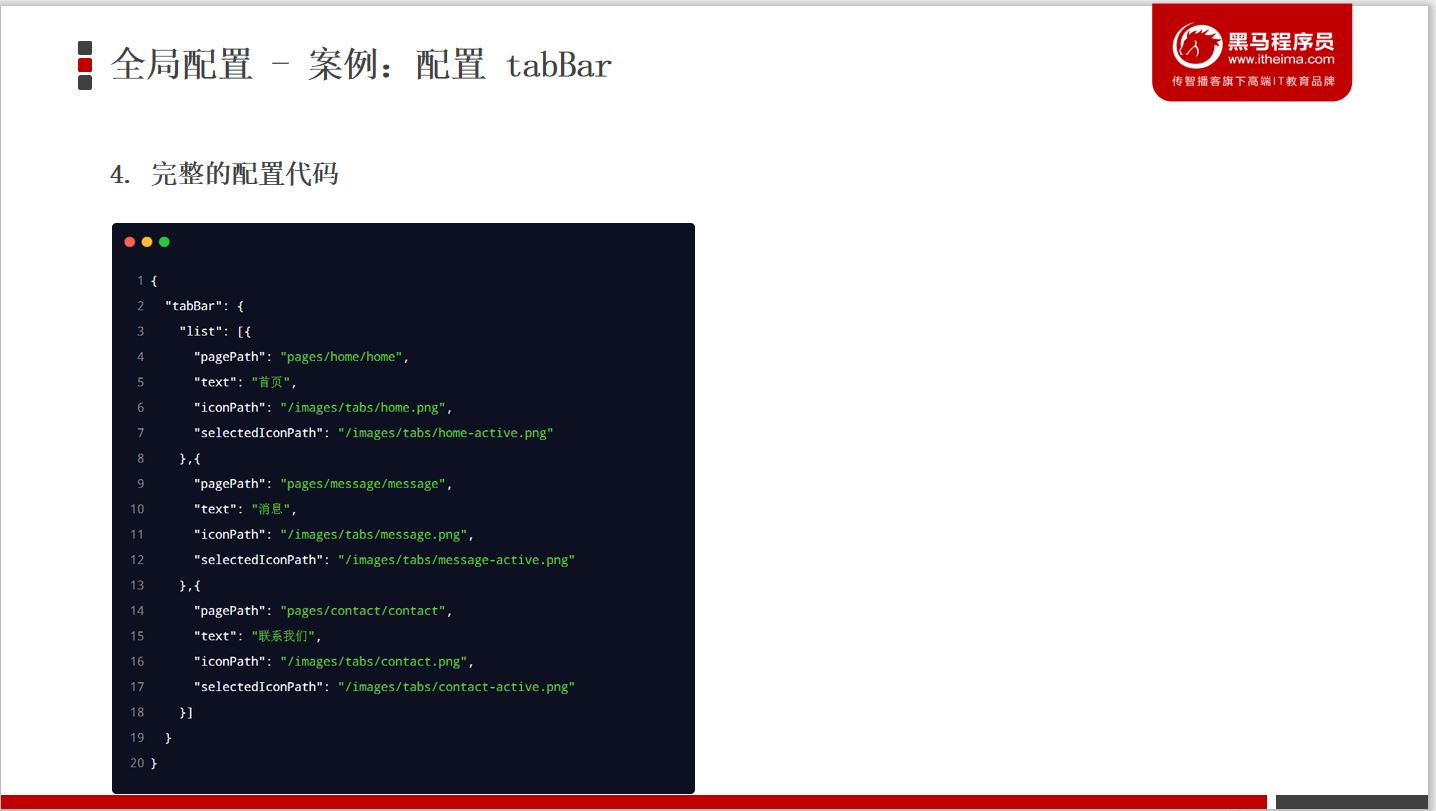 全局配置 - 案例：配置 tabBar
黑马程序员
www.itheima.com
传智播客旗下高端IT教育品牌
4. 完整的配置代码
1 {
2   "tabBar": {
3     "list": [{
4       "pagePath": "pages/home/home",
5       "text": "首页",
6       "iconPath": "/images/tabs/home.png",
7       "selectedIconPath": "/images/tabs/home-active.png"
8     },{
9       "pagePath": "pages/message/message",
10       "text": "消息",
11       "iconPath": "/images/tabs/message.png",
12       "selectedIconPath": "/images/tabs/message-active.png"
13     },{
14       "pagePath": "pages/contact/contact",
15       "text": "联系我们",
16       "iconPath": "/images/tabs/contact.png",
17       "selectedIconPath": "/images/tabs/contact-active.png"
18     }]
19   }
20 }